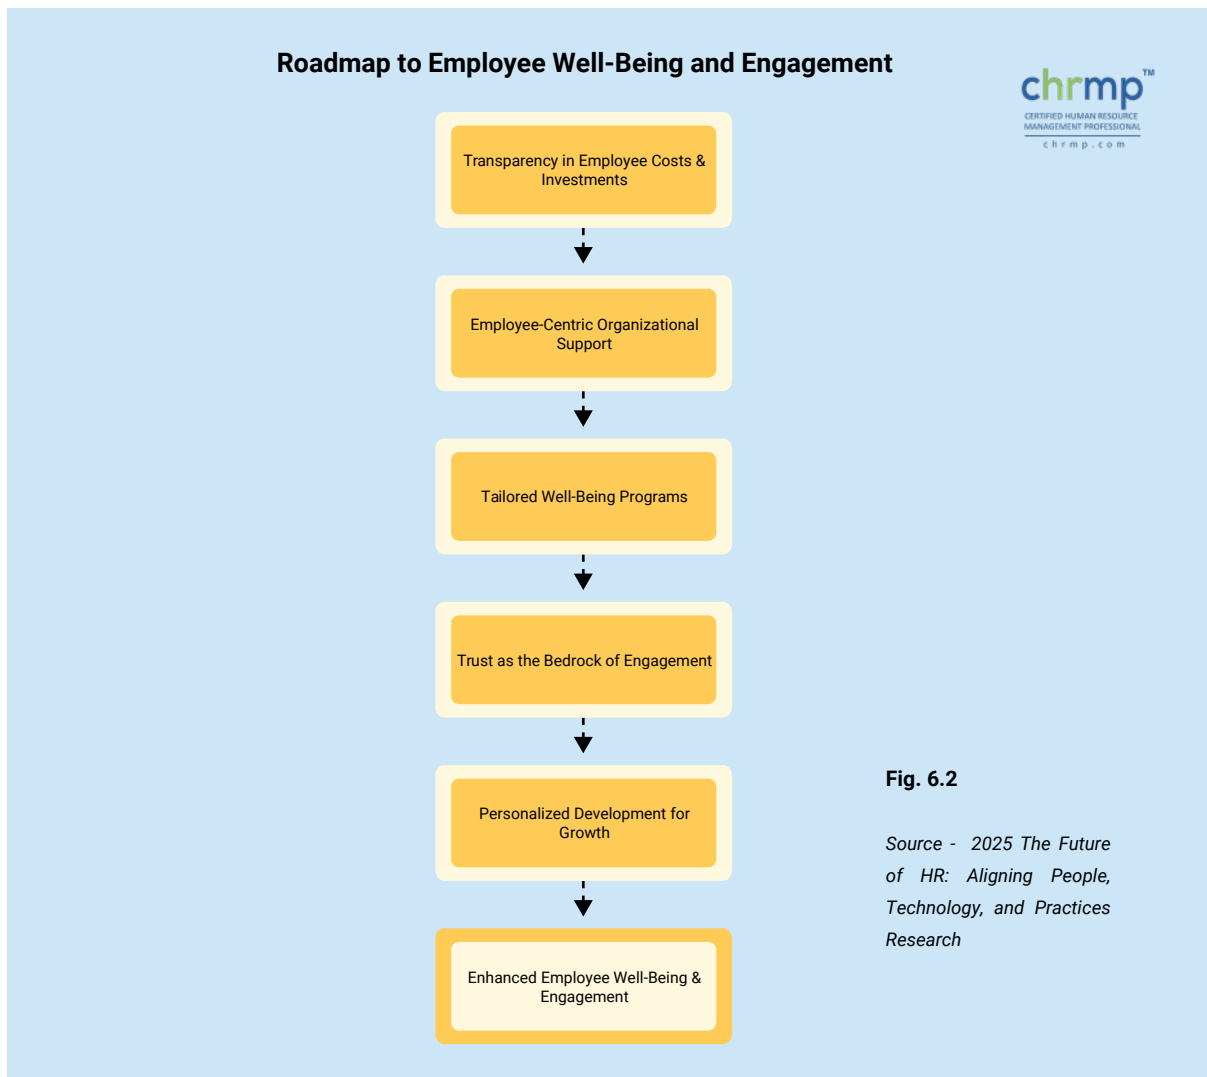 Roadmap to Employee Well-Being and Engagement
chrmp™
CERTIFIED HUMAN RESOURCE
MANAGEMENT PROFESSIONAL
chrmp.com
Transparency in Employee Costs &
Investments
Employee-Centric Organizational
Support
Tailored Well-Being Programs
Trust as the Bedrock of Engagement
Personalized Development for
Growth
Enhanced Employee Well-Being &
Engagement
Fig. 6.2
Source - 2025 The Future
of HR: Aligning People,
Technology, and Practices
Research